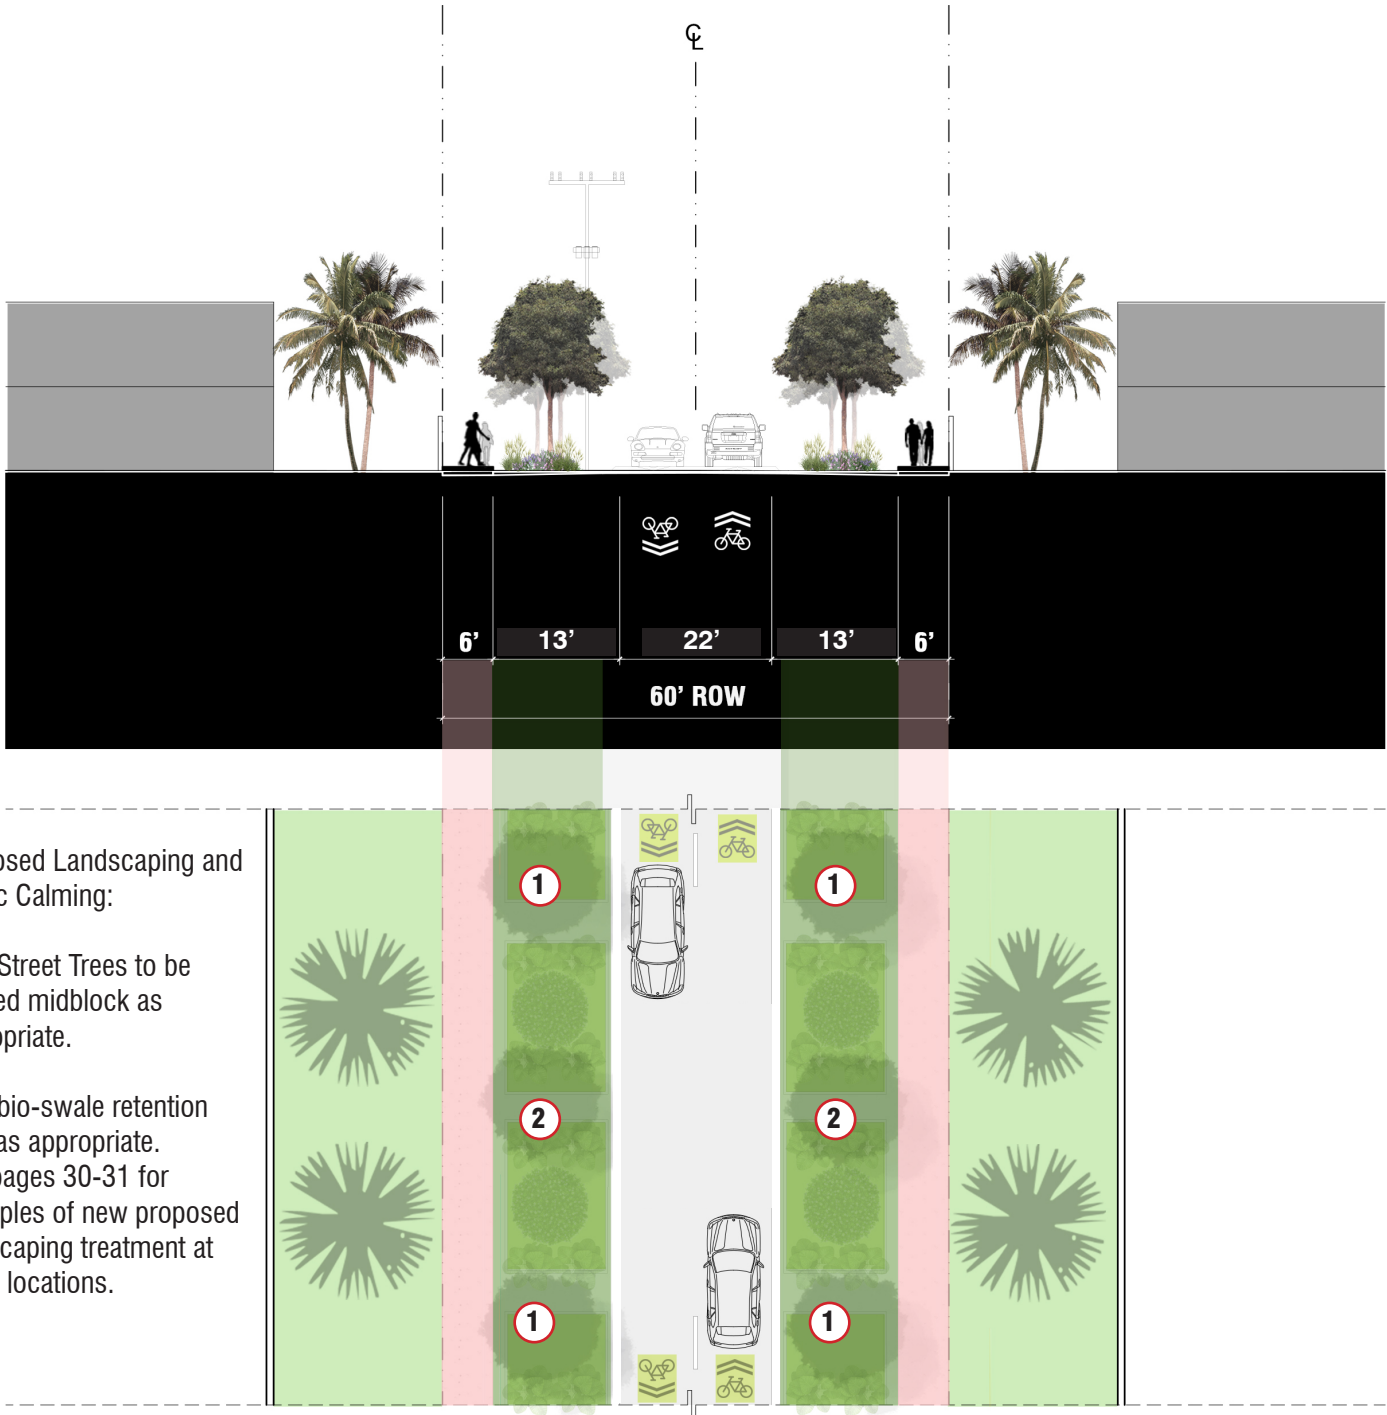 ℄
6’ 13’ 22’ 13’ 6’
60’ ROW
osed Landscaping and
c Calming:
1 1
Street Trees to be
ed midblock as
opriate.
bio-swale retention
as appropriate.
2 2
ages 30-31 for
ples of new proposed
caping treatment at
locations.
1 1